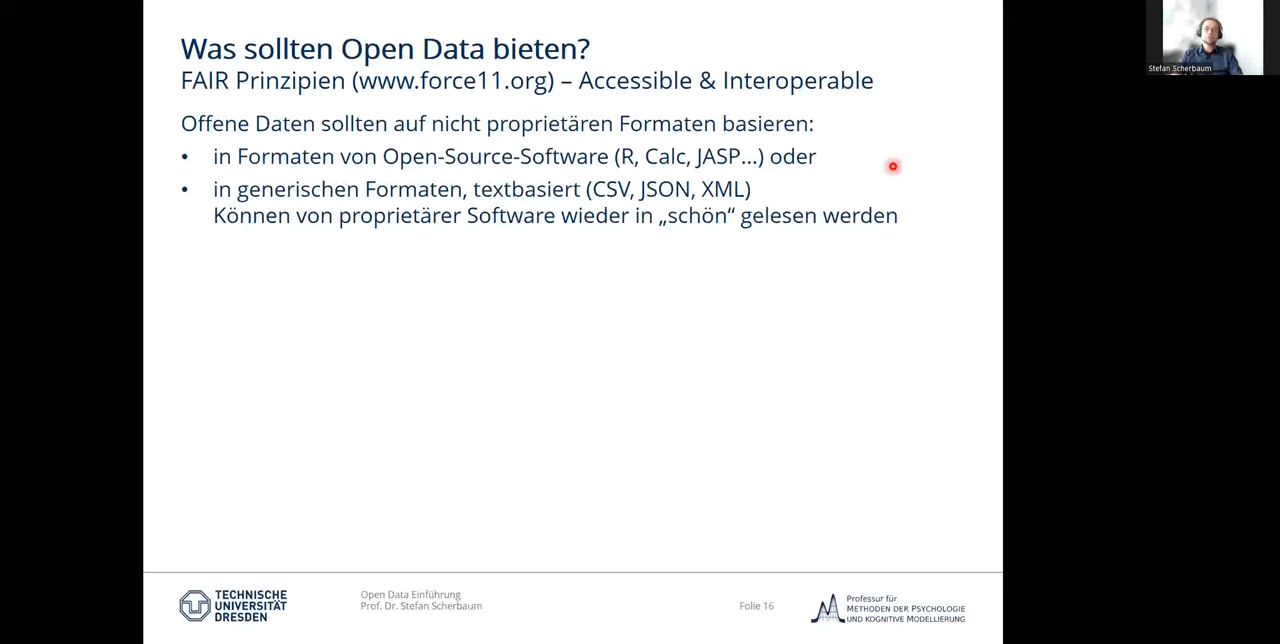 Was sollten Open Data bieten?
FAIR Prinzipien (www.force11.org) – Accessible & Interoperable
Offene Daten sollten auf nicht proprietären Formaten basieren:
• in Formaten von Open-Source-Software (R, Calc, JASP...) oder
• in generischen Formaten, textbasiert (CSV, JSON, XML)
Können von proprietärer Software wieder in „schön“ gelesen werden
Stefan Scherbaum
TECHNISCHE
UNIVERSITÄT
DRESDEN
Open Data Einführung
Prof. Dr. Stefan Scherbaum
Folie 16
Professur für
METHODEN DER PSYCHOLOGIE
UND KOGNITIVE MODELLIERUNG